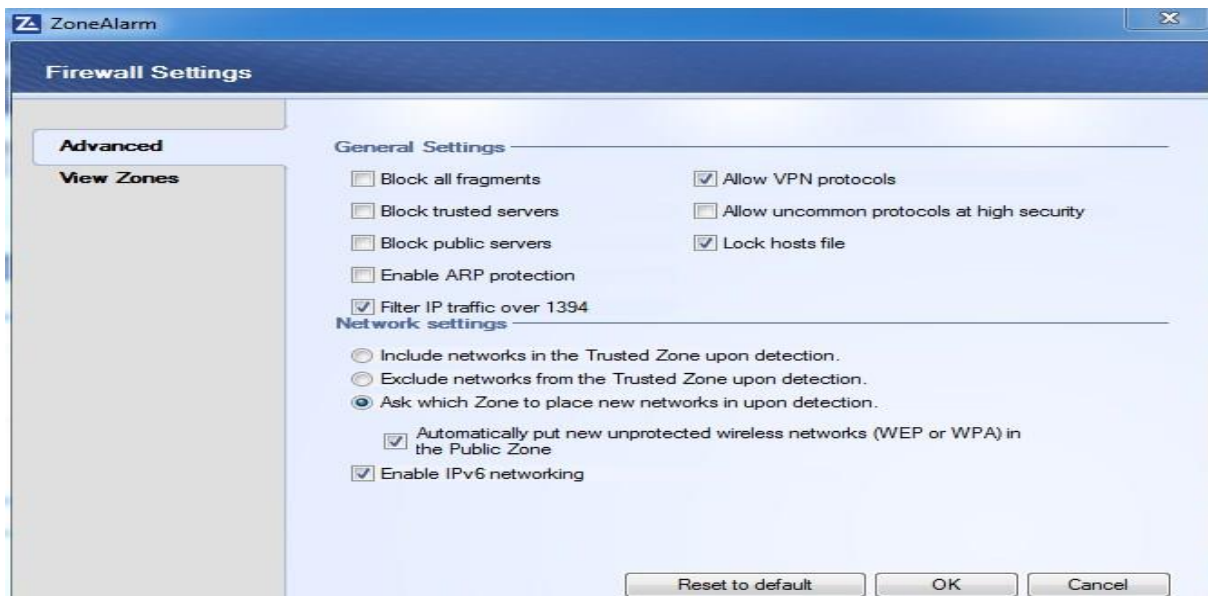 ZoneAlarm
Firewall Settings
Advanced
View Zones
General Settings
Block all fragments
Allow VPN protocols
Block trusted servers
Allow uncommon protocols at high security
Block public servers
Lock hosts file
Enable ARP protection
Filter IP traffic over 1394
Network settings
Include networks in the Trusted Zone upon detection.
Exclude networks from the Trusted Zone upon detection.
Ask which Zone to place new networks in upon detection.
Automatically put new unprotected wireless networks (WEP or WPA) in
the Public Zone
Enable IPv6 networking
Reset to default
OK
Cancel